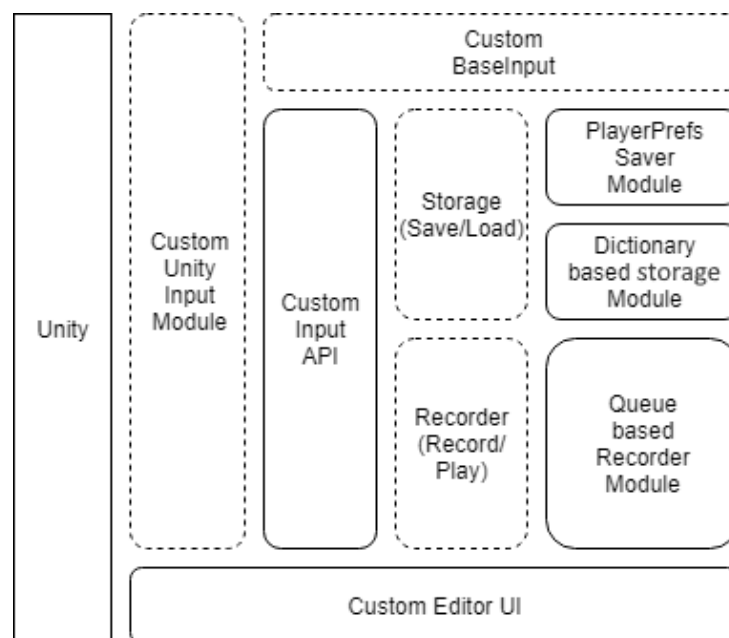 Custom
BaseInput
PlayerPrefs
Saver
Module
Storage
(Save/Load)
Dictionary
based storage
Module
Custom
Unity
Input
Module
Custom
Input
API
Unity
Recorder
(Record/
Play)
Queue
based
Recorder
Module
Custom Editor UI